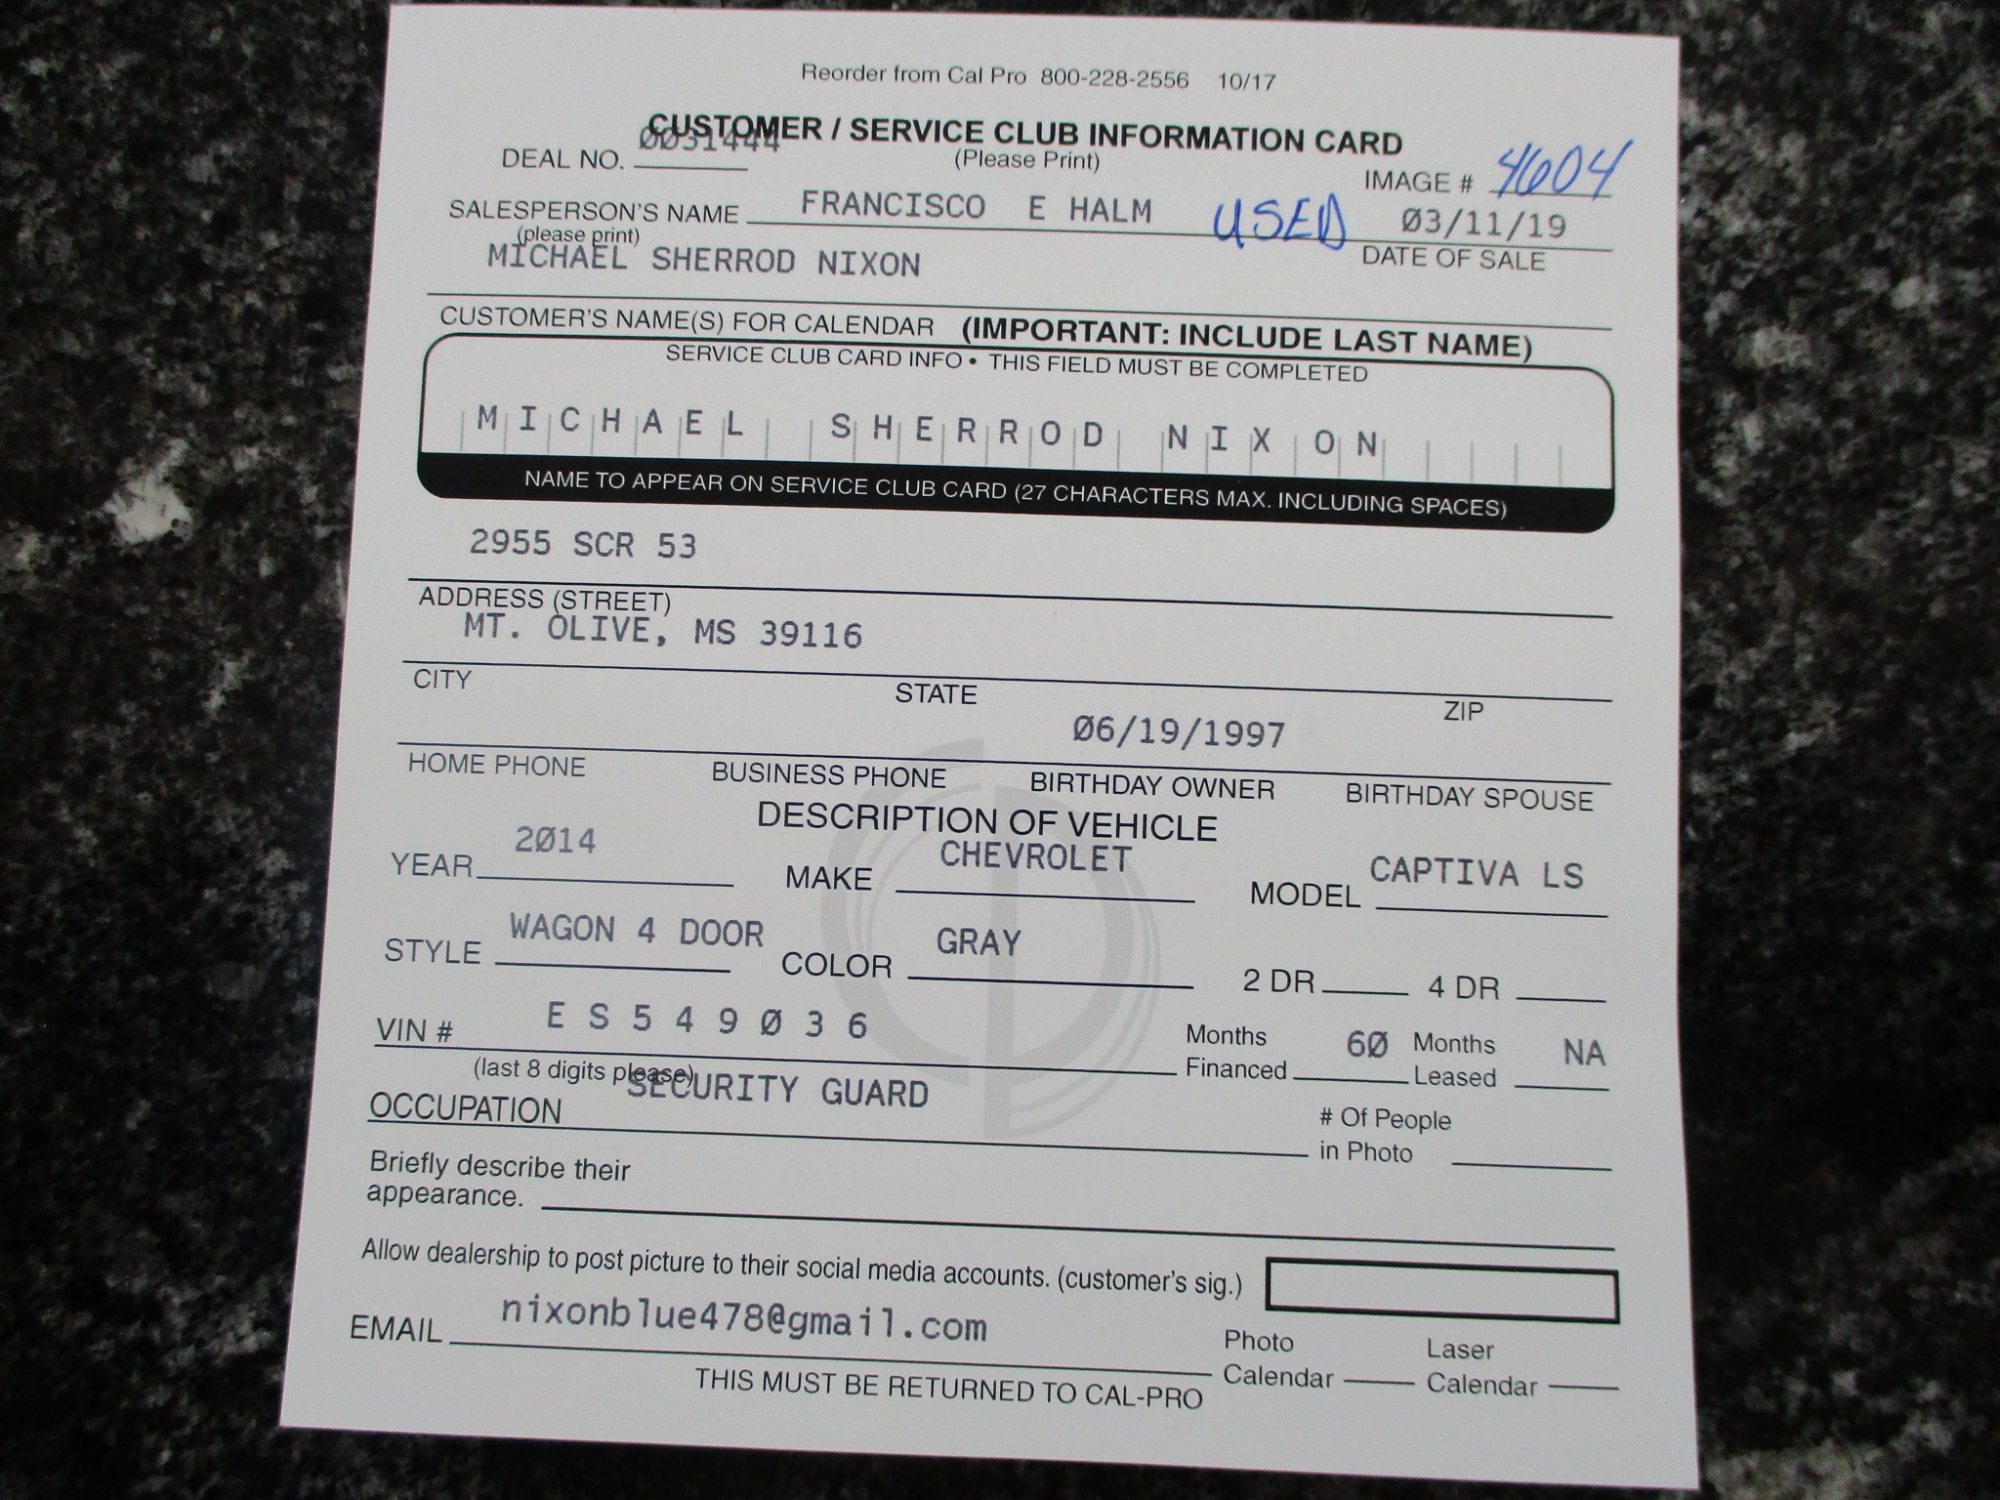 Reorder from Cal Pro 800-228-2556 10/17
CUSTOMER / SERVICE CLUB INFORMATION CARD
DEAL NO. 0031444
(Please Print)
IMAGE # 4604
SALESPERSON'S NAME FRANCISCO E HALM USED 03/11/19
(please print)
DATE OF SALE
MICHAEL SHERROD NIXON
CUSTOMER'S NAME(S) FOR CALENDAR (IMPORTANT: INCLUDE LAST NAME)
SERVICE CLUB CARD INFO • THIS FIELD MUST BE COMPLETED
MICHAEL SHERROD NIXON
NAME TO APPEAR ON SERVICE CLUB CARD (27 CHARACTERS MAX. INCLUDING SPACES)
2955 SCR 53
ADDRESS (STREET)
MT. OLIVE, MS 39116
CITY STATE ZIP
06/19/1997
HOME PHONE BUSINESS PHONE BIRTHDAY OWNER BIRTHDAY SPOUSE
DESCRIPTION OF VEHICLE
YEAR 2014 MAKE CHEVROLET MODEL CAPTIVA LS
STYLE WAGON 4 DOOR COLOR GRAY 2 DR 4 DR
VIN # ES549036 Months Financed 60 Months Leased NA
(last 8 digits please)
OCCUPATION SECURITY GUARD
# Of People
in Photo
Briefly describe their
appearance.
Allow dealership to post picture to their social media accounts. (customer's sig.)
EMAIL nixonblue478@gmail.com
Photo Calendar Laser Calendar
THIS MUST BE RETURNED TO CAL-PRO